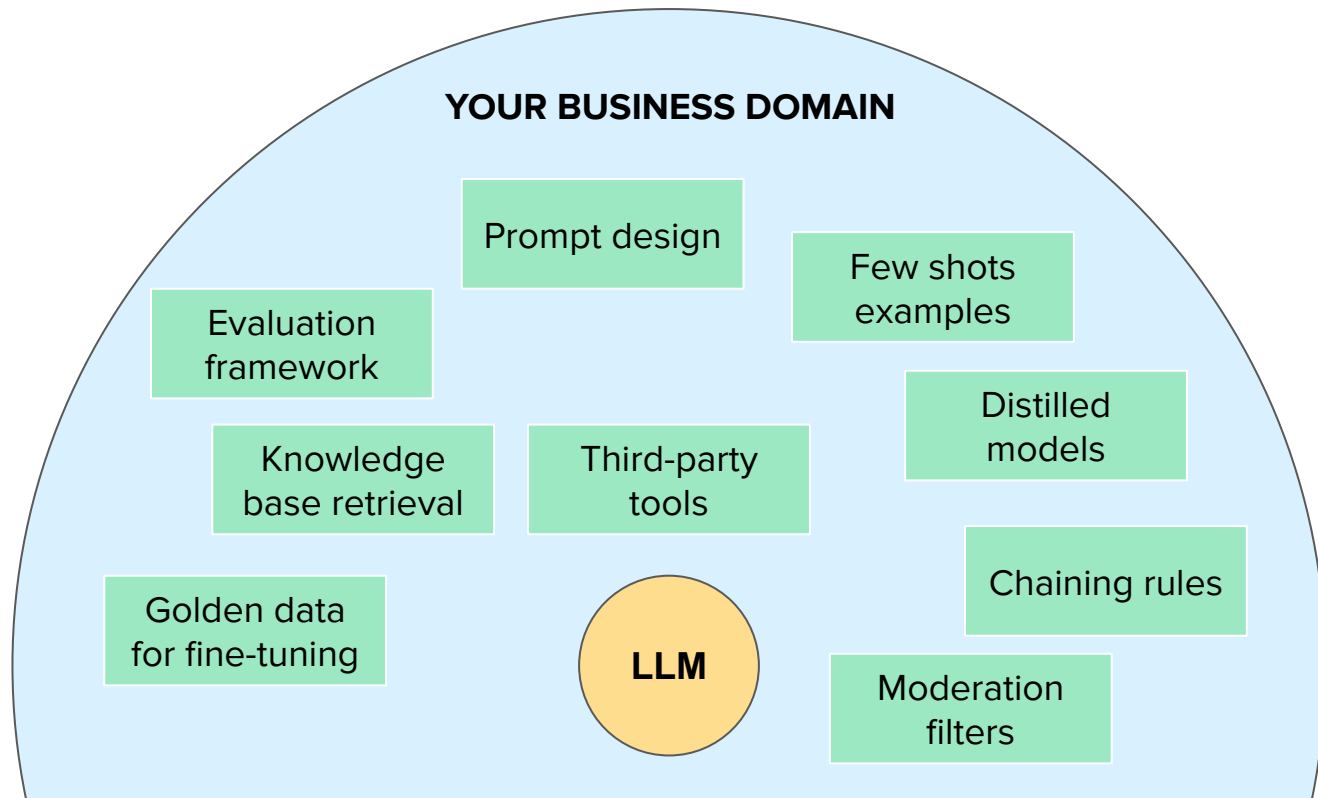 YOUR BUSINESS DOMAIN
Prompt design
Few shots
examples
Evaluation
framework
Distilled
models
Knowledge
base retrieval
Third-party
tools
Chaining rules
Golden data
for fine-tuning
LLM
Moderation
filters